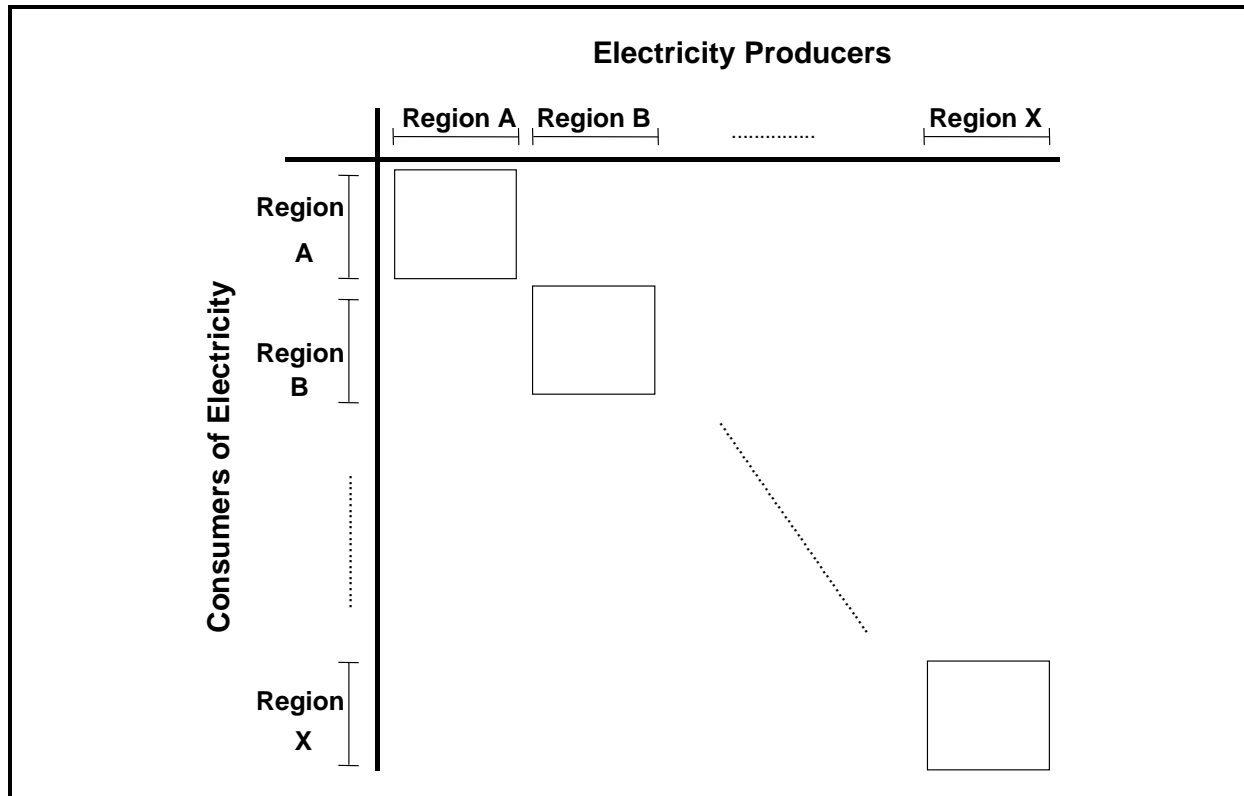 Electricity Producers
Region A Region B .............. Region X
Region
A
Region
B
Consumers of Electricity
Region
X